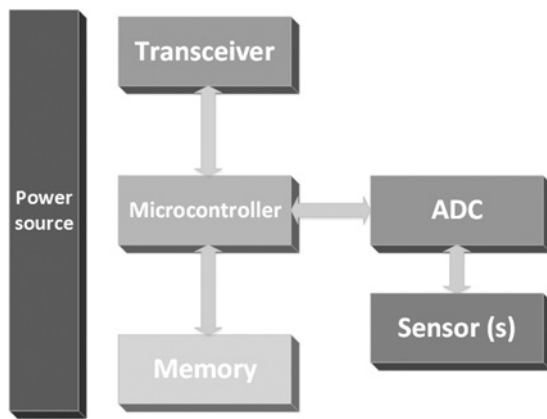 Transceiver
Power
source
Microcontroller
ADC
Sensor (s)
Memory